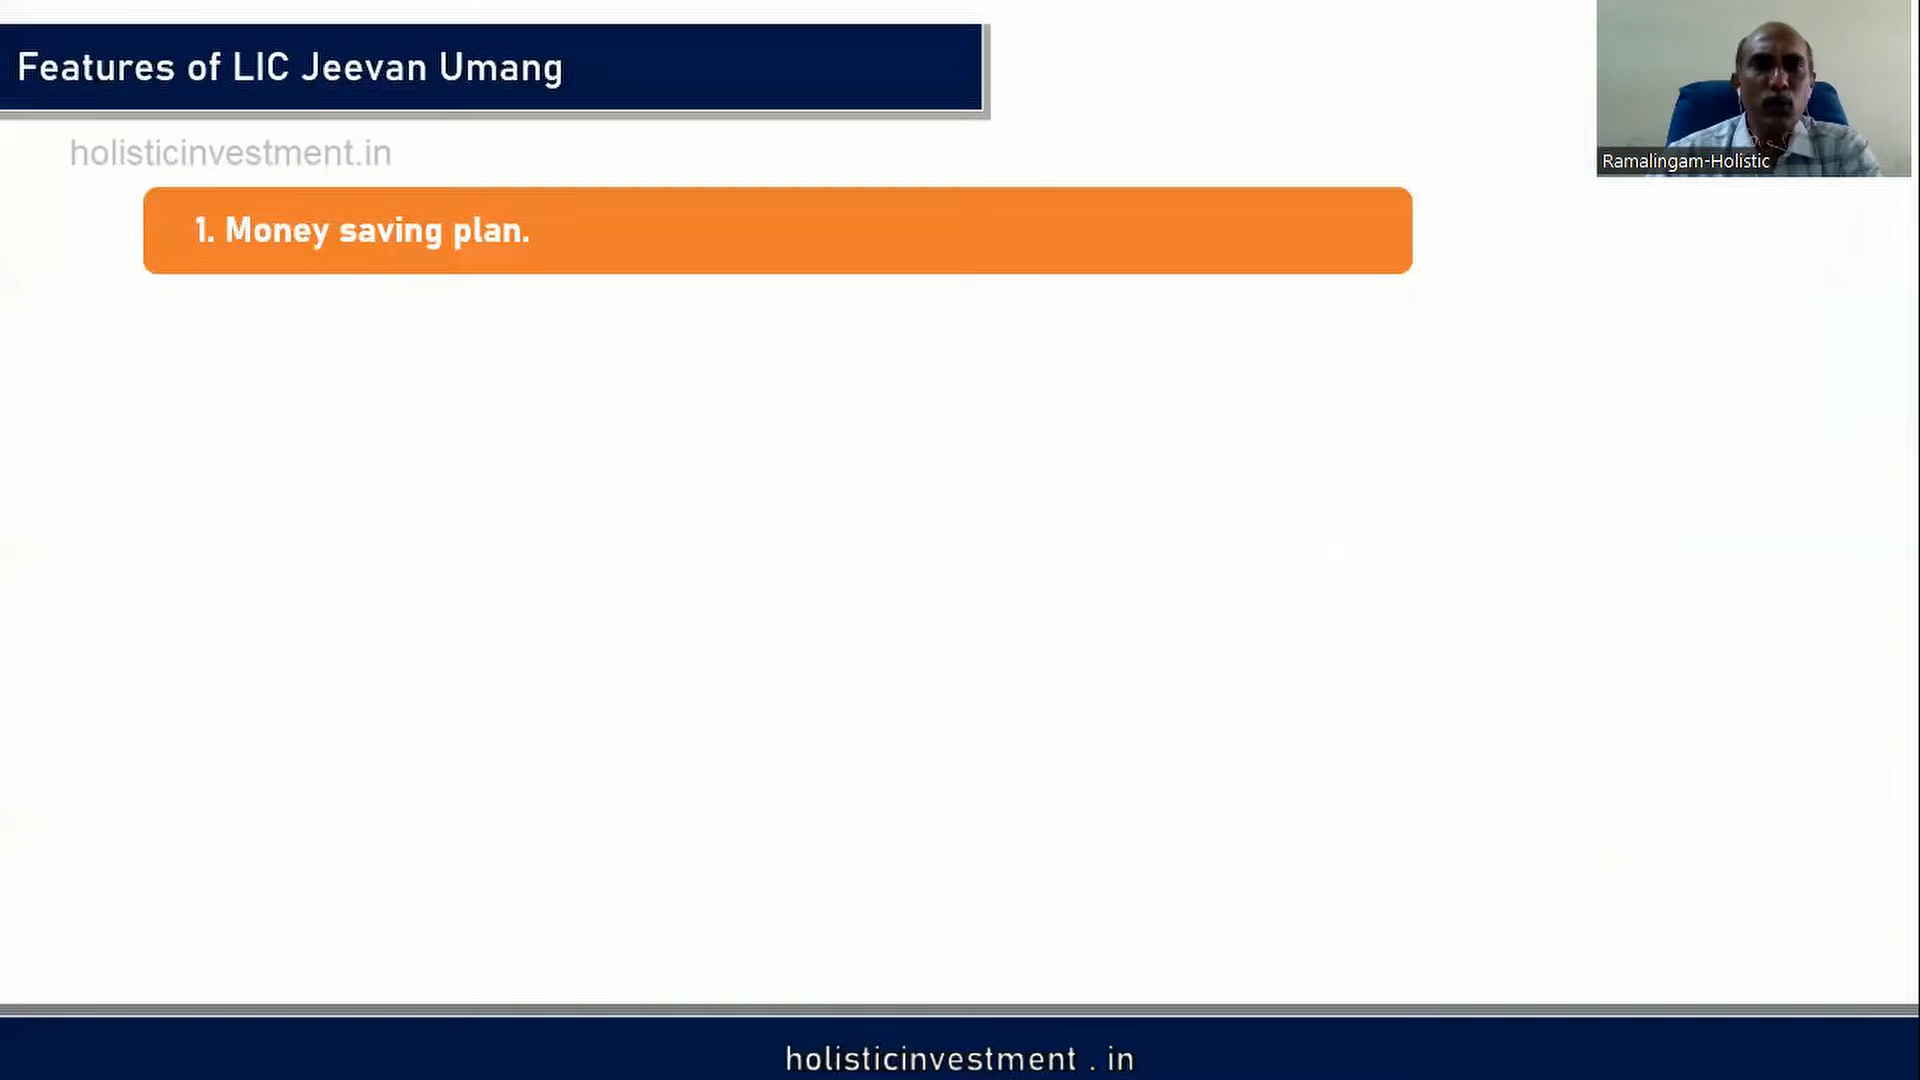 Features of LIC Jeevan Umang
holisticinvestment.in
Ramalingam-Holistic
1. Money saving plan.
holisticinvestment . in